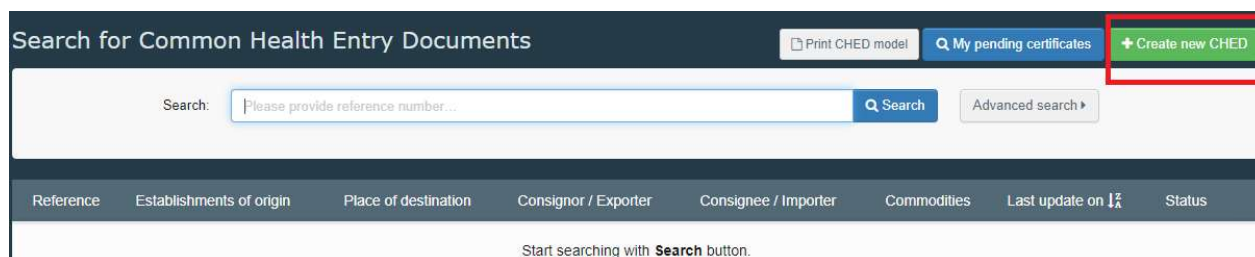 Search for Common Health Entry Documents Print CHED model My pending certificates + Create new CHED
Search: Please provide reference number... Search Advanced search
Reference Establishments of origin Place of destination Consignor / Exporter Consignee / Importer Commodities Last update on Status
Start searching with Search button.